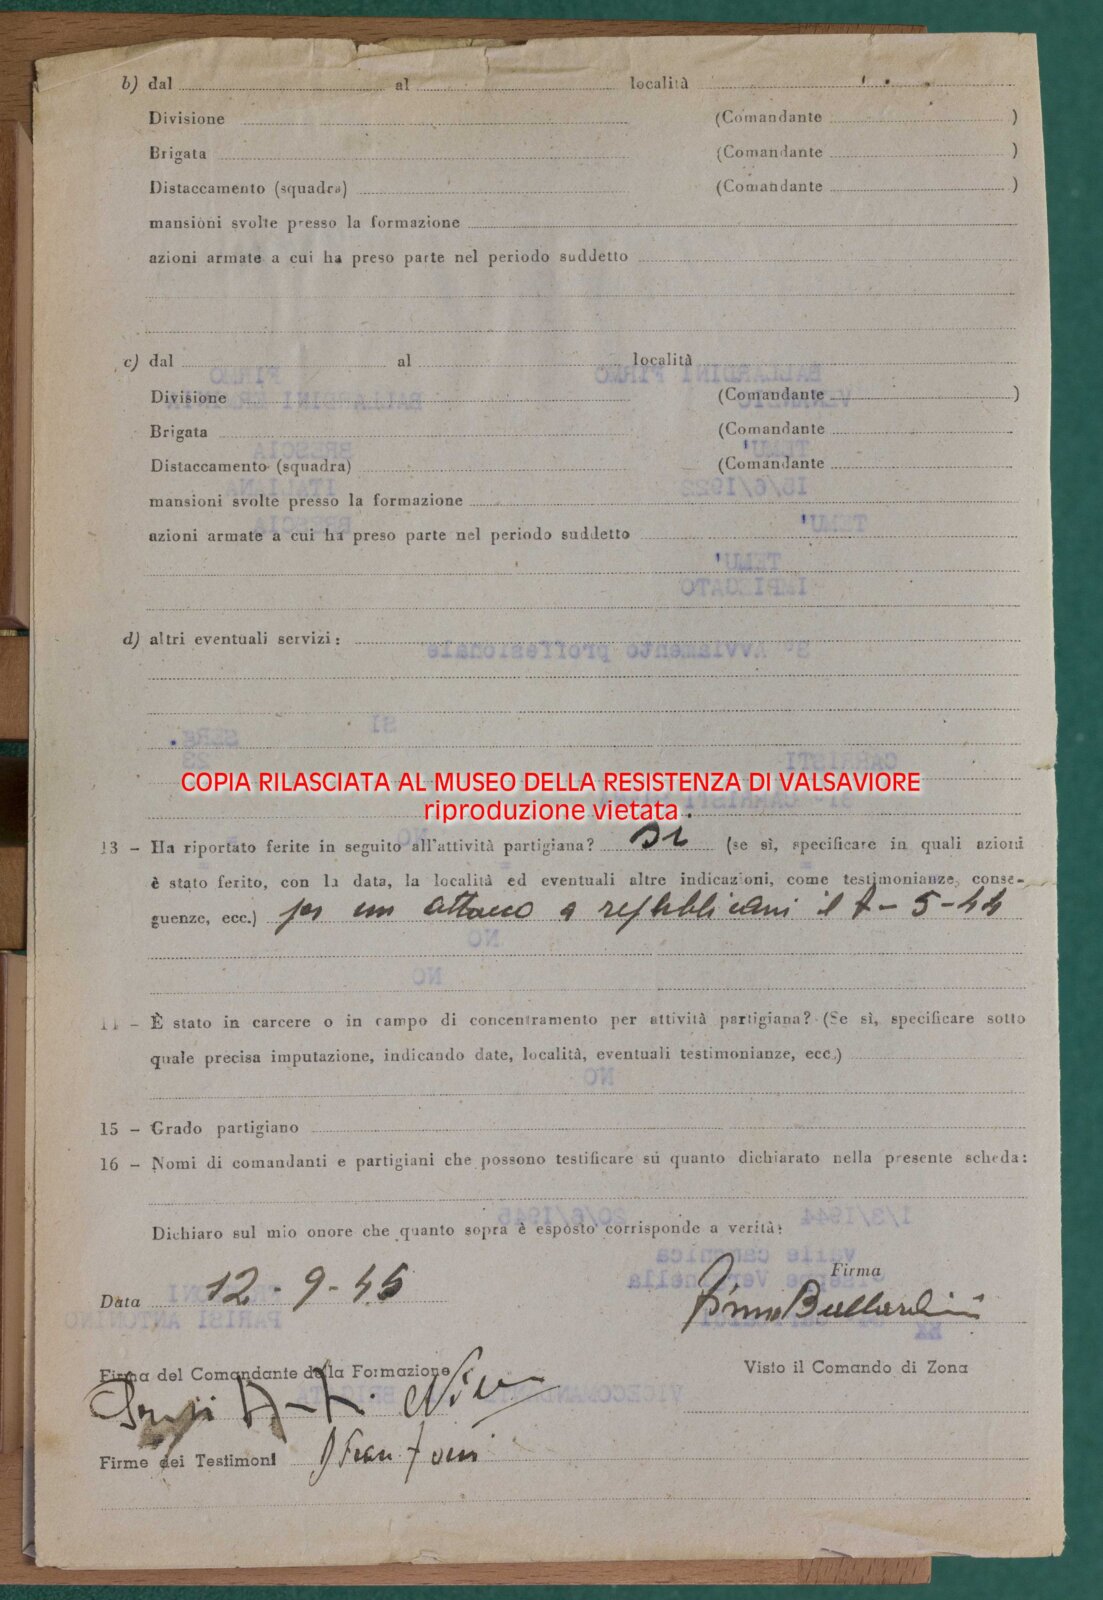 b) dal al località
Divisione (Comandante )
Brigata (Comandante )
Distaccamento (squadra) (Comandante )
mansioni svolte presso la formazione
azioni armate a cui ha preso parte nel periodo suddetto
c) dal al località
Divisione (Comandante )
Brigata (Comandante
Distaccamento (squadra) (Comandante
mansioni svolte presso la formazione
azioni armate a cui ha preso parte nel periodo suddetto
d) altri eventuali servizi:
COPIA RILASCIATA AL MUSEO DELLA RESISTENZA DI VALSAVIORE
riproduzione vietata
13 – Ha riportato ferite in seguito all'attività partigiana? si (se sì, specificare in quali azioni
è stato ferito, con la data, la località ed eventuali altre indicazioni, come testimonianze, conse-
guenze, ecc.) per un attacco a repubblicani il 7-5-44
14 – È stato in carcere o in campo di concentramento per attività partigiana? (Se sì, specificare sotto
quale precisa imputazione, indicando date, località, eventuali testimonianze, ecc.)
15 – Grado partigiano
16 – Nomi di comandanti e partigiani che possono testificare su quanto dichiarato nella presente scheda:
Dichiaro sul mio onore che quanto sopra è esposto corrisponde a verità:
Firma
Data 12-9-45
Firmo Ballardini
Firma del Comandante della Formazione Visto il Comando di Zona
Firme dei Testimoni